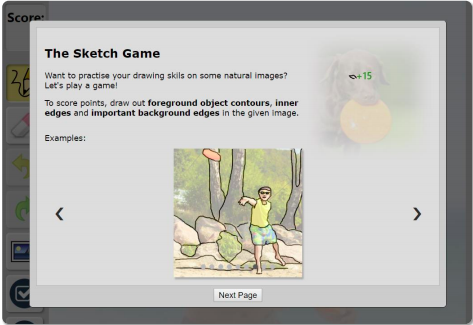 Score:
The Sketch Game
+15
Want to practise your drawing skils on some natural images?
Let's play a game!
To score points, draw out foreground object contours, inner
edges and important background edges in the given image.
Examples:
Next Page